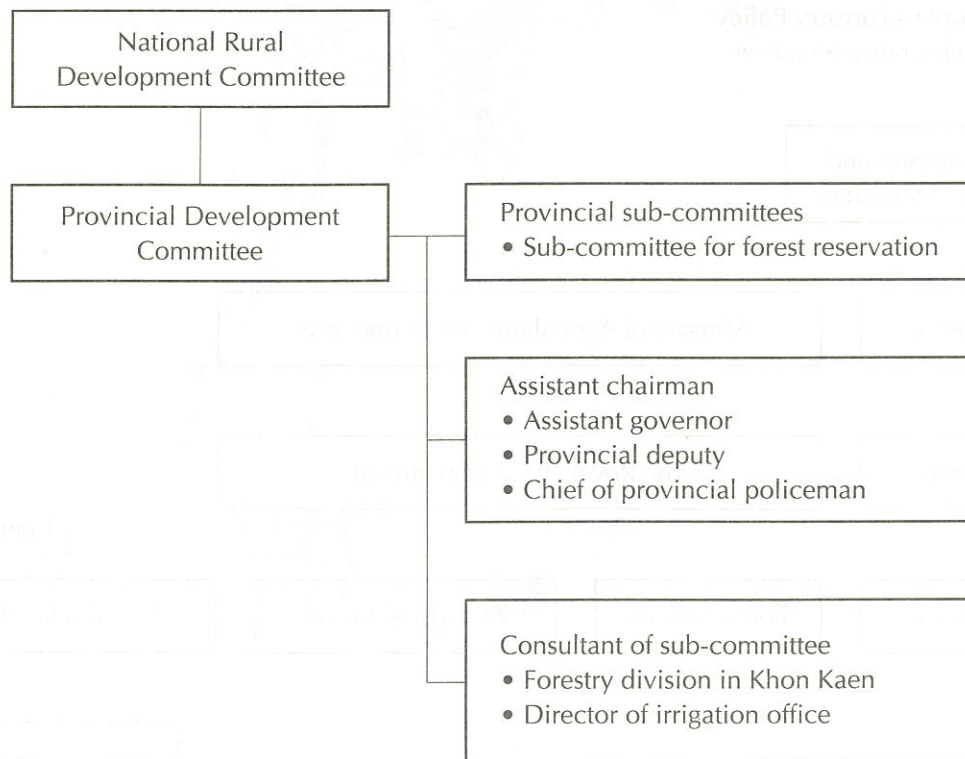 National Rural
Development Committee
Provincial Development
Committee
Provincial sub-committees
• Sub-committee for forest reservation
Assistant chairman
• Assistant governor
• Provincial deputy
• Chief of provincial policeman
Consultant of sub-committee
• Forestry division in Khon Kaen
• Director of irrigation office